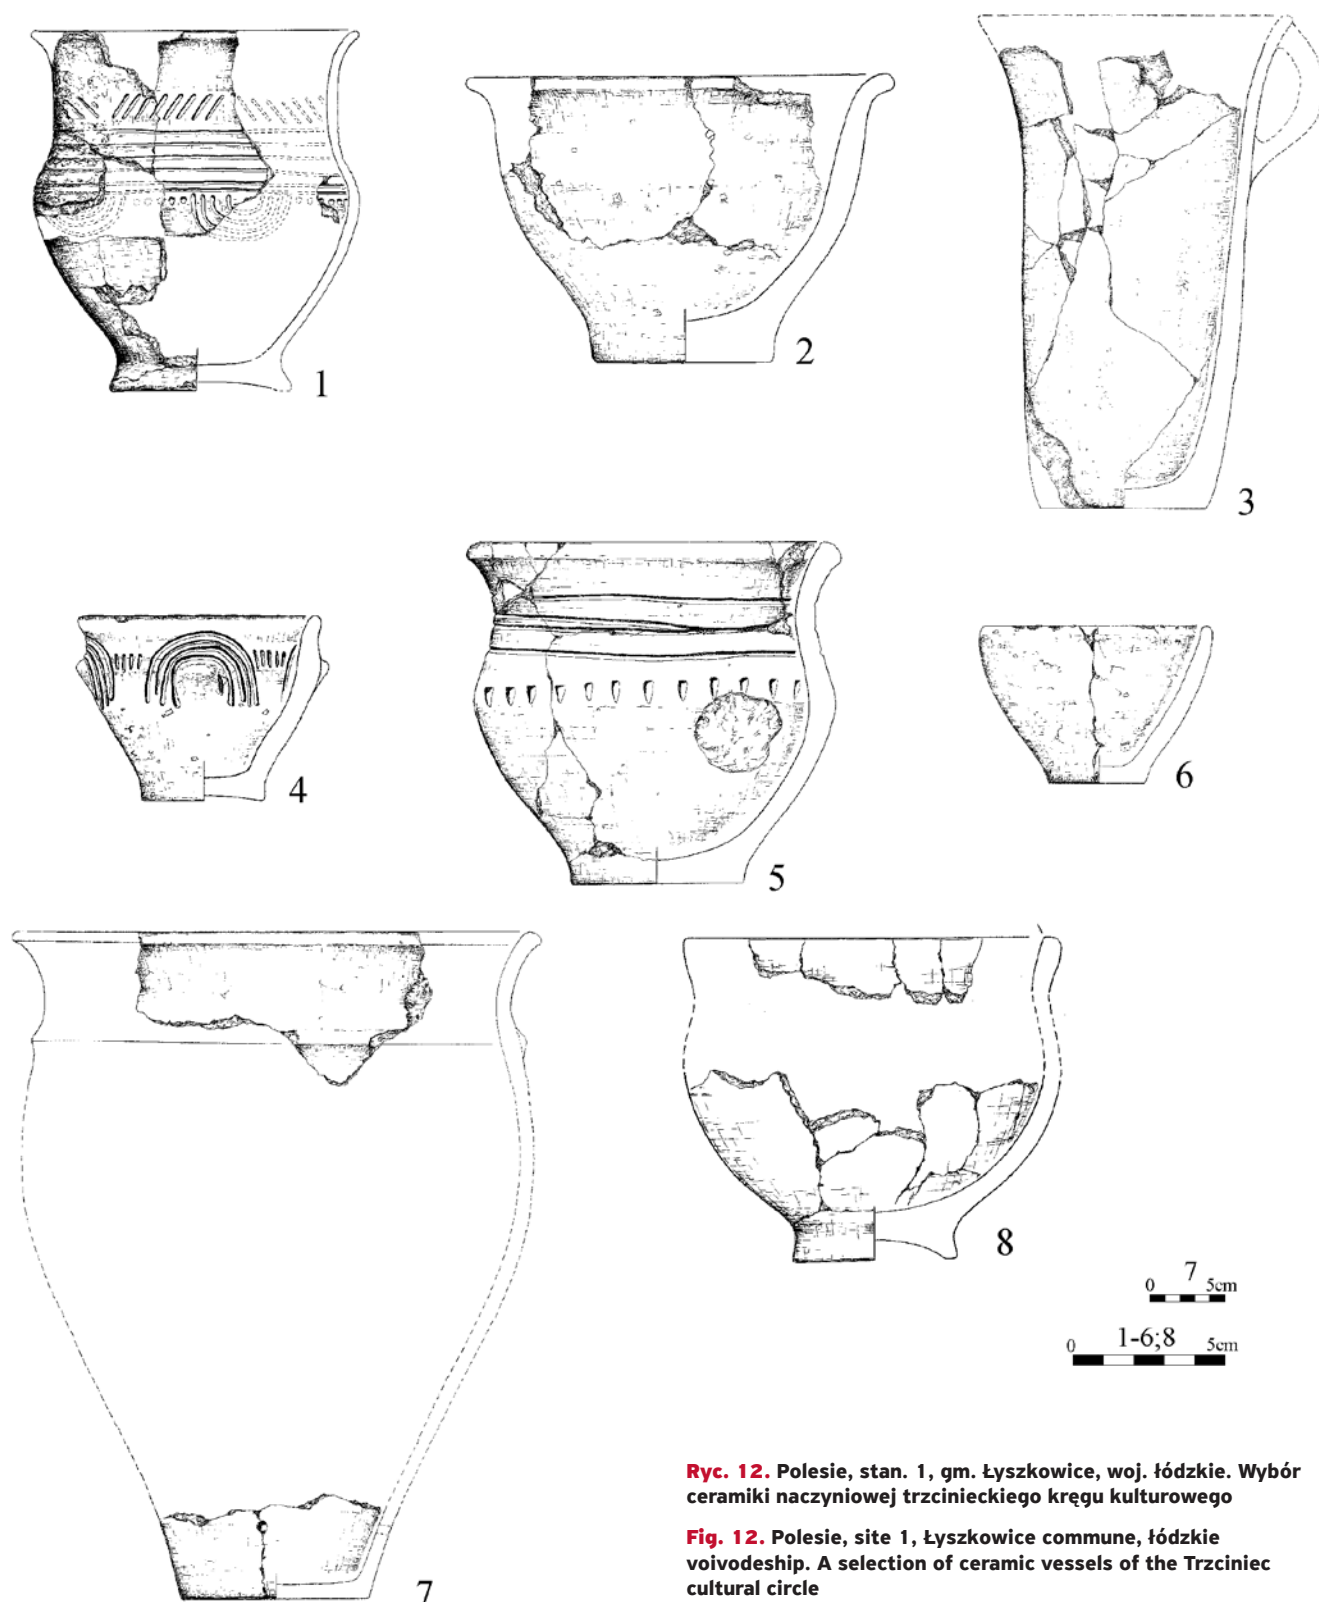 1
2
3
4
5
6
7
8
7
0 5cm
1-6;8
0 5cm
Ryc. 12. Polesie, stan. 1, gm. Łyszkowice, woj. łódzkie. Wybór
ceramiki naczyniowej trzcinieckiego kręgu kulturowego
Fig. 12. Polesie, site 1, Łyszkowice commune, łódzkie
voivodeship. A selection of ceramic vessels of the Trzciniec
cultural circle